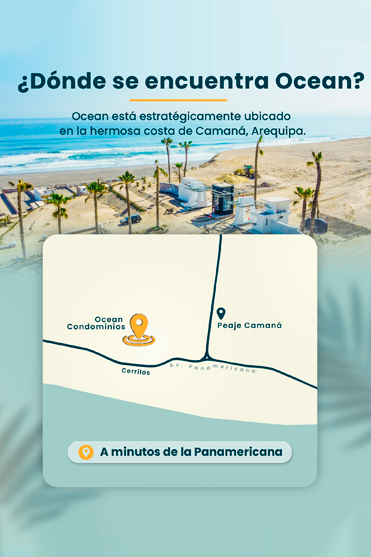 ¿Dónde se encuentra Ocean?
Ocean está estratégicamente ubicado
en la hermosa costa de Camaná, Arequipa.
Ocean
Condominios
Peaje Camaná
Cerrilos
Av. Panamericana
A minutos de la Panamericana